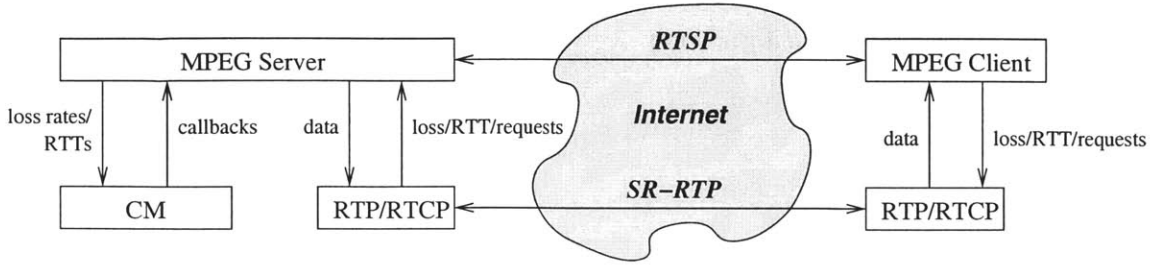 RTSP
MPEG Server
MPEG Client
Internet
loss rates/
RTTs
callbacks
data
loss/RTT/requests
data
loss/RTT/requests
SR-RTP
CM
RTP/RTCP
RTP/RTCP